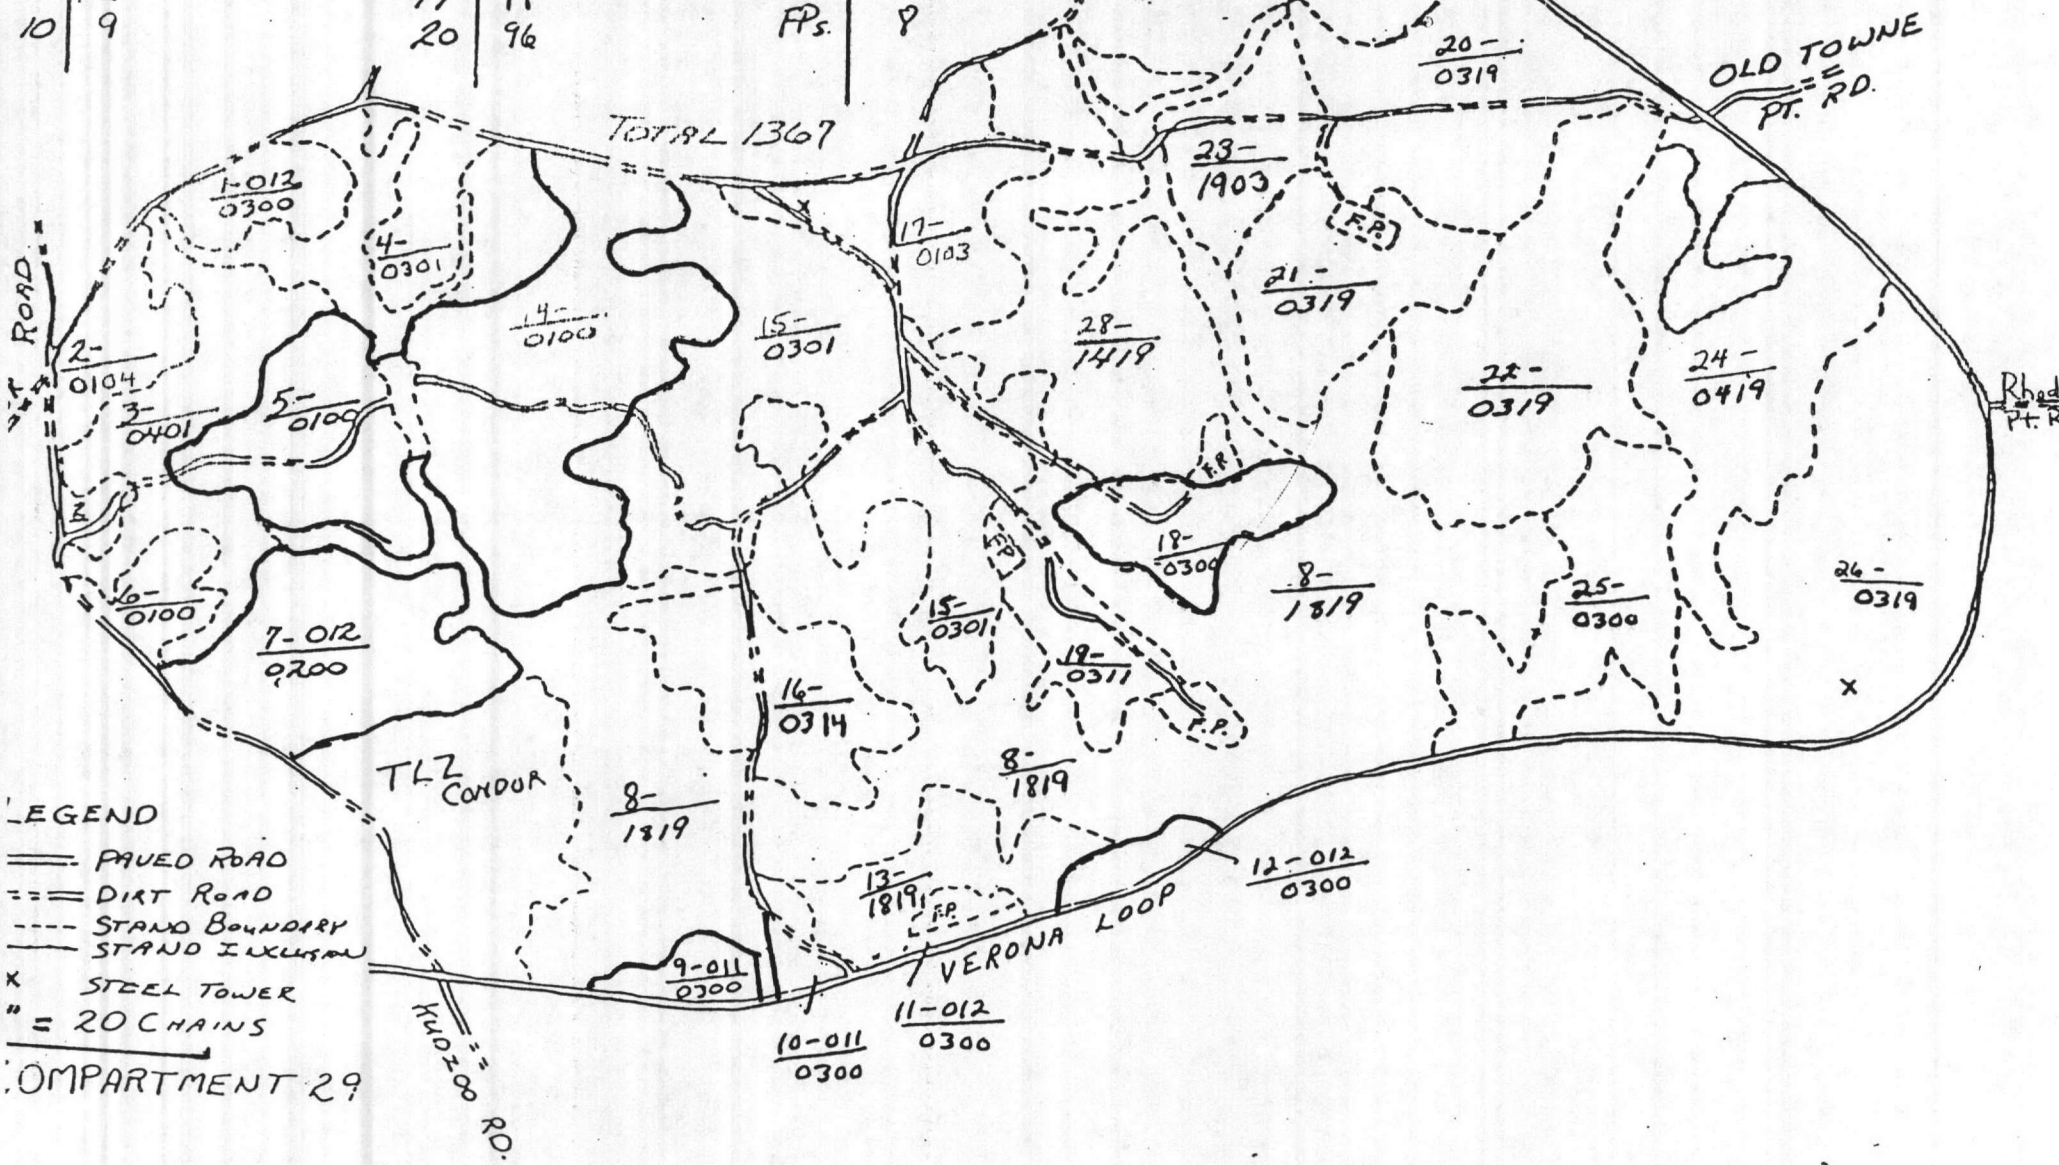 10 9
20 96
FPs. 8
20-
0319
OLD TOWNE
PT. RD.
TOTAL 1367
1-012
0300
23-
1903
F.P.
4-
0301
17-
0103
ROAD
21-
0319
14-
0100
15-
0301
28-
1419
2-
0104
22-
0319
24-
0419
3-
0401
5-
0100
F.P.
18-
0300
F.P.
6-
0100
7-012
0200
15-
0301
8-
1819
25-
0300
26-
0319
x
19-
0311
16-
0314
F.P.
TLZ
CONDOR
8-
1819
8-
1819
LEGEND
PAVED ROAD
DIRT ROAD
STAND BOUNDARY
STAND INCLUSION
x STEEL TOWER
" = 20 CHAINS
13-
1819
F.P.
12-012
0300
VERONA LOOP
9-011
0300
10-011
0300
11-012
0300
KUDZOO RD.
COMPARTMENT 29